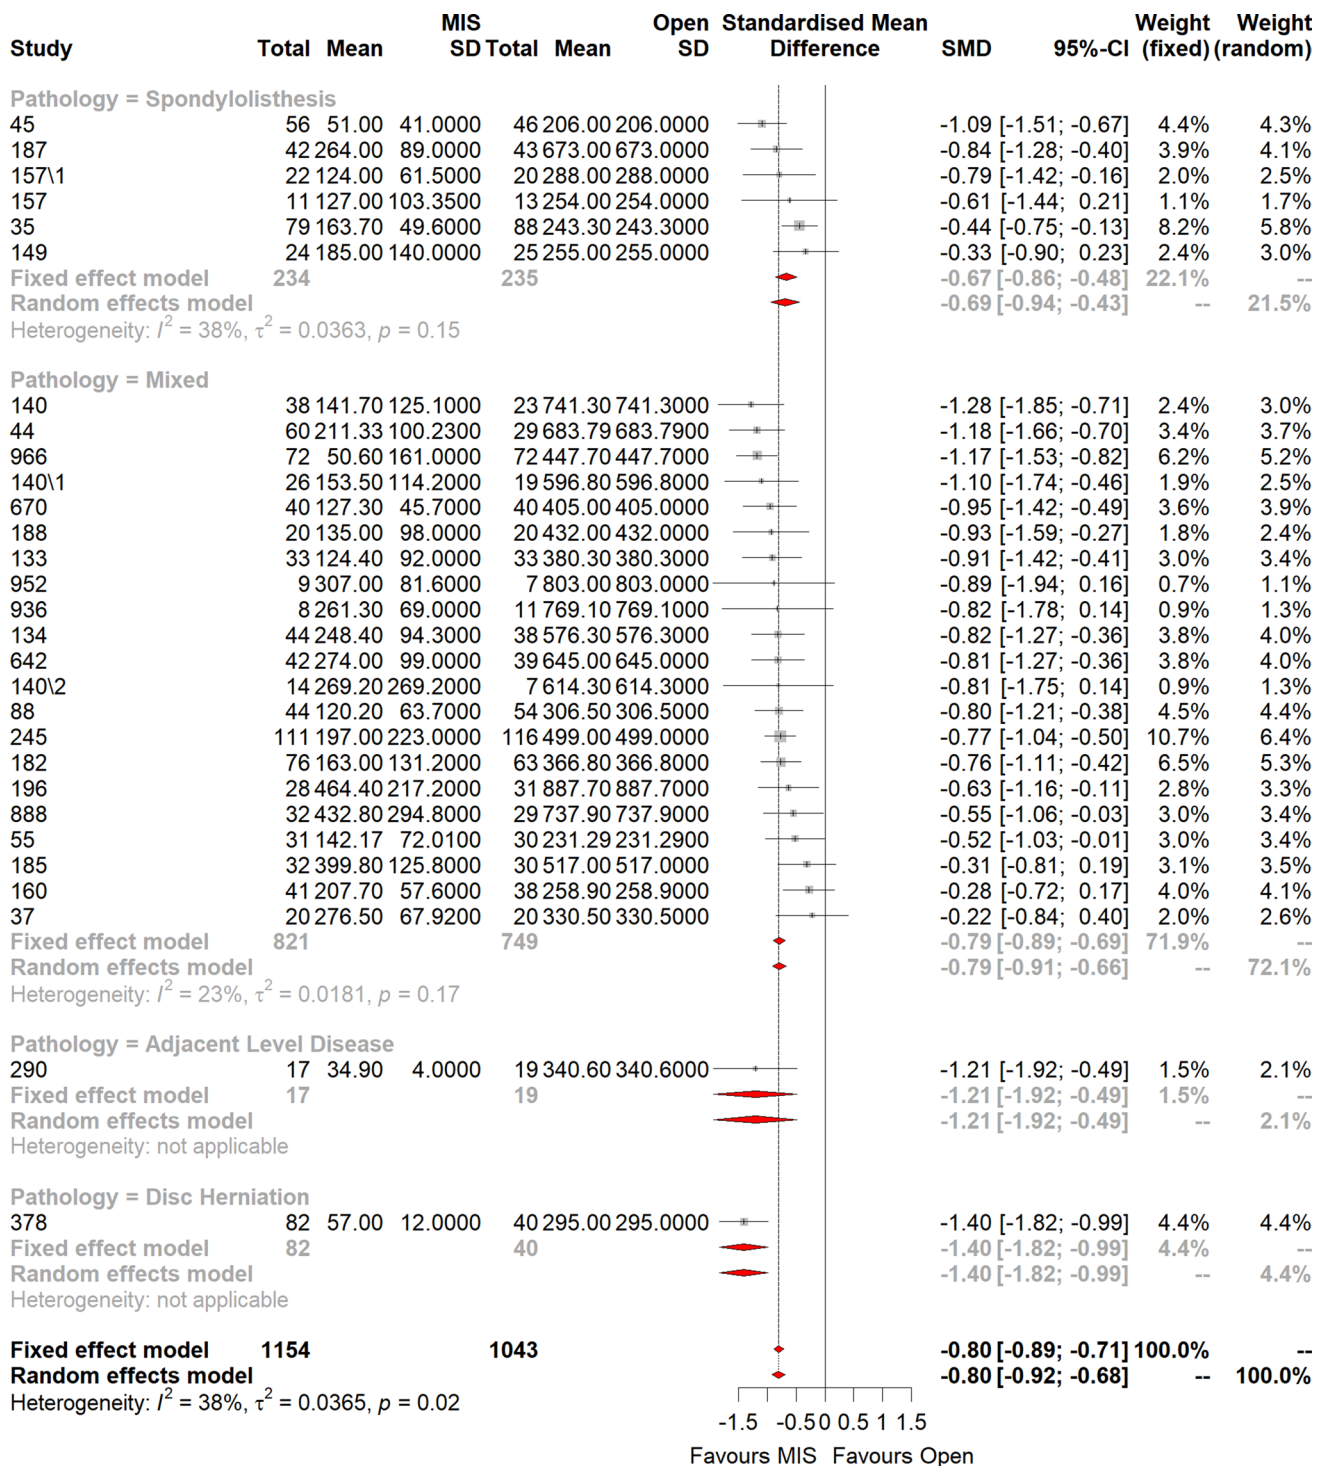 MIS Open Standardised Mean Weight Weight
Study Total Mean SD Total Mean SD Difference SMD 95%-CI (fixed) (random)
Pathology = Spondylolisthesis
45 56 51.00 41.0000 46 206.00 206.0000 -1.09 [-1.51; -0.67] 4.4% 4.3%
187 42 264.00 89.0000 43 673.00 673.0000 -0.84 [-1.28; -0.40] 3.9% 4.1%
157\1 22 124.00 61.5000 20 288.00 288.0000 -0.79 [-1.42; -0.16] 2.0% 2.5%
157 11 127.00 103.3500 13 254.00 254.0000 -0.61 [-1.44; 0.21] 1.1% 1.7%
35 79 163.70 49.6000 88 243.30 243.3000 -0.44 [-0.75; -0.13] 8.2% 5.8%
149 24 185.00 140.0000 25 255.00 255.0000 -0.33 [-0.90; 0.23] 2.4% 3.0%
Fixed effect model 234 235 -0.67 [-0.86; -0.48] 22.1% --
Random effects model -0.69 [-0.94; -0.43] -- 21.5%
Heterogeneity: I² = 38%, τ² = 0.0363, p = 0.15
Pathology = Mixed
140 38 141.70 125.1000 23 741.30 741.3000 -1.28 [-1.85; -0.71] 2.4% 3.0%
44 60 211.33 100.2300 29 683.79 683.7900 -1.18 [-1.66; -0.70] 3.4% 3.7%
966 72 50.60 161.0000 72 447.70 447.7000 -1.17 [-1.53; -0.82] 6.2% 5.2%
140\1 26 153.50 114.2000 19 596.80 596.8000 -1.10 [-1.74; -0.46] 1.9% 2.5%
670 40 127.30 45.7000 40 405.00 405.0000 -0.95 [-1.42; -0.49] 3.6% 3.9%
188 20 135.00 98.0000 20 432.00 432.0000 -0.93 [-1.59; -0.27] 1.8% 2.4%
133 33 124.40 92.0000 33 380.30 380.3000 -0.91 [-1.42; -0.41] 3.0% 3.4%
952 9 307.00 81.6000 7 803.00 803.0000 -0.89 [-1.94; 0.16] 0.7% 1.1%
936 8 261.30 69.0000 11 769.10 769.1000 -0.82 [-1.78; 0.14] 0.9% 1.3%
134 44 248.40 94.3000 38 576.30 576.3000 -0.82 [-1.27; -0.36] 3.8% 4.0%
642 42 274.00 99.0000 39 645.00 645.0000 -0.81 [-1.27; -0.36] 3.8% 4.0%
140\2 14 269.20 269.2000 7 614.30 614.3000 -0.81 [-1.75; 0.14] 0.9% 1.3%
88 44 120.20 63.7000 54 306.50 306.5000 -0.80 [-1.21; -0.38] 4.5% 4.4%
245 111 197.00 223.0000 116 499.00 499.0000 -0.77 [-1.04; -0.50] 10.7% 6.4%
182 76 163.00 131.2000 63 366.80 366.8000 -0.76 [-1.11; -0.42] 6.5% 5.3%
196 28 464.40 217.2000 31 887.70 887.7000 -0.63 [-1.16; -0.11] 2.8% 3.3%
888 32 432.80 294.8000 29 737.90 737.9000 -0.55 [-1.06; -0.03] 3.0% 3.4%
55 31 142.17 72.0100 30 231.29 231.2900 -0.52 [-1.03; -0.01] 3.0% 3.4%
185 32 399.80 125.8000 30 517.00 517.0000 -0.31 [-0.81; 0.19] 3.1% 3.5%
160 41 207.70 57.6000 38 258.90 258.9000 -0.28 [-0.72; 0.17] 4.0% 4.1%
37 20 276.50 67.9200 20 330.50 330.5000 -0.22 [-0.84; 0.40] 2.0% 2.6%
Fixed effect model 821 749 -0.79 [-0.89; -0.69] 71.9% --
Random effects model -0.79 [-0.91; -0.66] -- 72.1%
Heterogeneity: I² = 23%, τ² = 0.0181, p = 0.17
Pathology = Adjacent Level Disease
290 17 34.90 4.0000 19 340.60 340.6000 -1.21 [-1.92; -0.49] 1.5% 2.1%
Fixed effect model 17 19 -1.21 [-1.92; -0.49] 1.5% --
Random effects model -1.21 [-1.92; -0.49] -- 2.1%
Heterogeneity: not applicable
Pathology = Disc Herniation
378 82 57.00 12.0000 40 295.00 295.0000 -1.40 [-1.82; -0.99] 4.4% 4.4%
Fixed effect model 82 40 -1.40 [-1.82; -0.99] 4.4% --
Random effects model -1.40 [-1.82; -0.99] -- 4.4%
Heterogeneity: not applicable
Fixed effect model 1154 1043 -0.80 [-0.89; -0.71] 100.0% --
Random effects model -0.80 [-0.92; -0.68] -- 100.0%
Heterogeneity: I² = 38%, τ² = 0.0365, p = 0.02
-1.5 -0.5 0 0.5 1 1.5
Favours MIS Favours Open